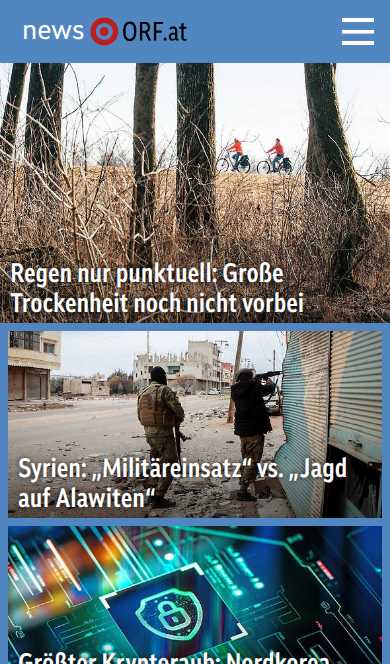 news ORF.at
Regen nur punktuell: Große
Trockenheit noch nicht vorbei
Syrien: „Militäreinsatz“ vs. „Jagd
auf Alawiten“
Größter Kryptoraub: Nordkorea